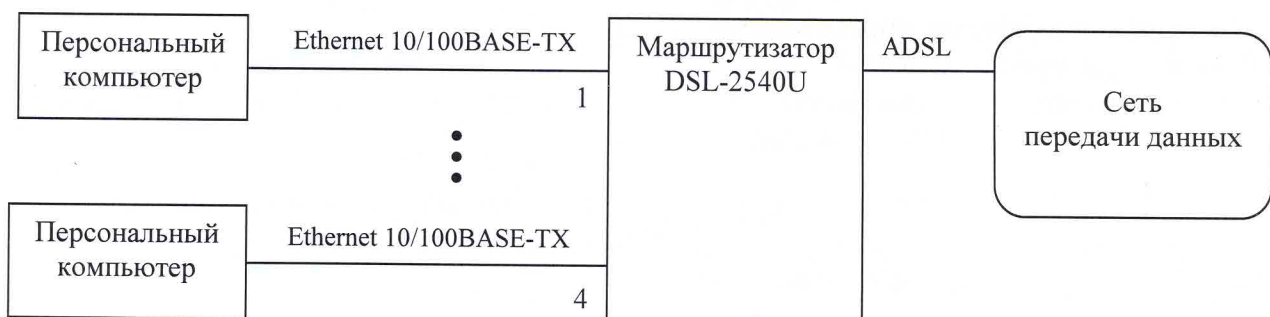 Персональный
компьютер
Ethernet 10/100BASE-TX
1
Маршрутизатор
DSL-2540U
ADSL
Сеть
передачи данных
Персональный
компьютер
Ethernet 10/100BASE-TX
4